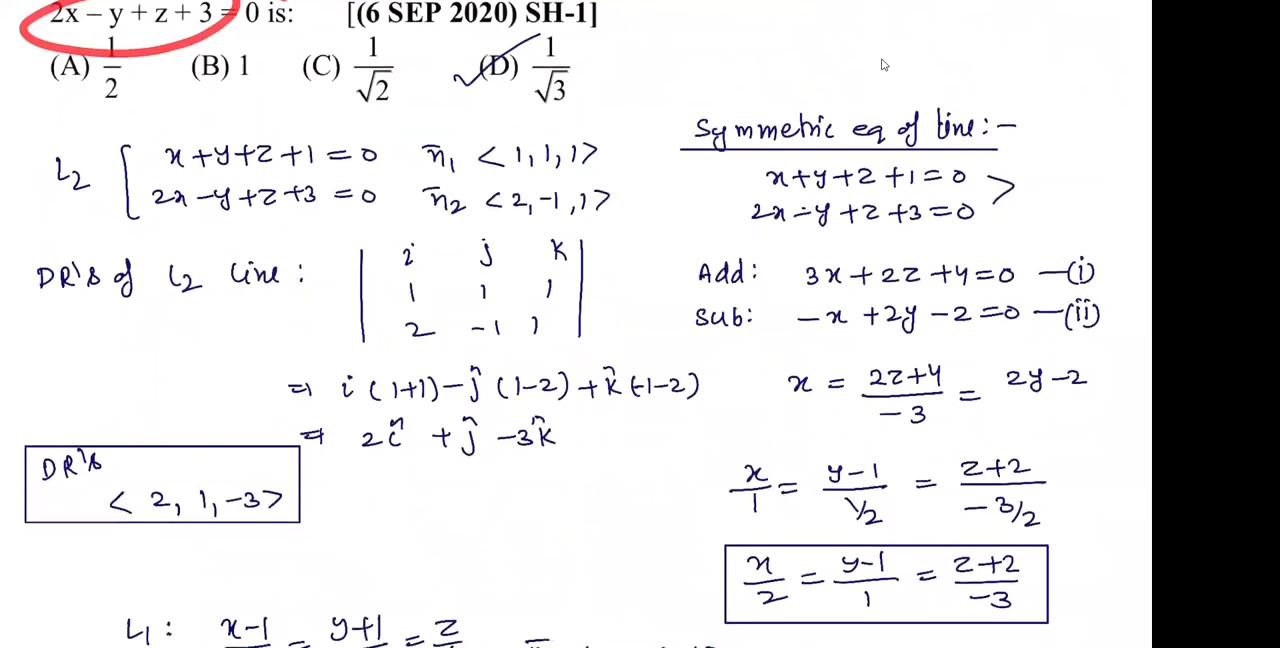 2x – y + z + 3 = 0 is: [(6 SEP 2020) SH-1]
(A) 1/2 (B) 1 (C) 1/√2 (D) 1/√3
L2 [ x+y+z+1=0 n̄1 <1,1,1>
2x-y+z+3=0 n̄2 <2,-1,1>
DR'S of L2 line: | i j k |
| 1 1 1 |
| 2 -1 1 |
⇒ i(1+1)-ĵ(1-2)+k̂(-1-2)
⇒ 2î+ĵ-3k̂
DR'S
<2, 1, -3>
Symmetric eq of line:-
x+y+z+1=0 >
2x-y+z+3=0
Add: 3x+2z+4=0 —(i)
Sub: -x+2y-2=0 —(ii)
x = (2z+4)/-3 = 2y-2
x/1 = (y-1)/(1/2) = (z+2)/(-3/2)
x/2 = (y-1)/1 = (z+2)/-3
L1: x-1 = y+1 = z